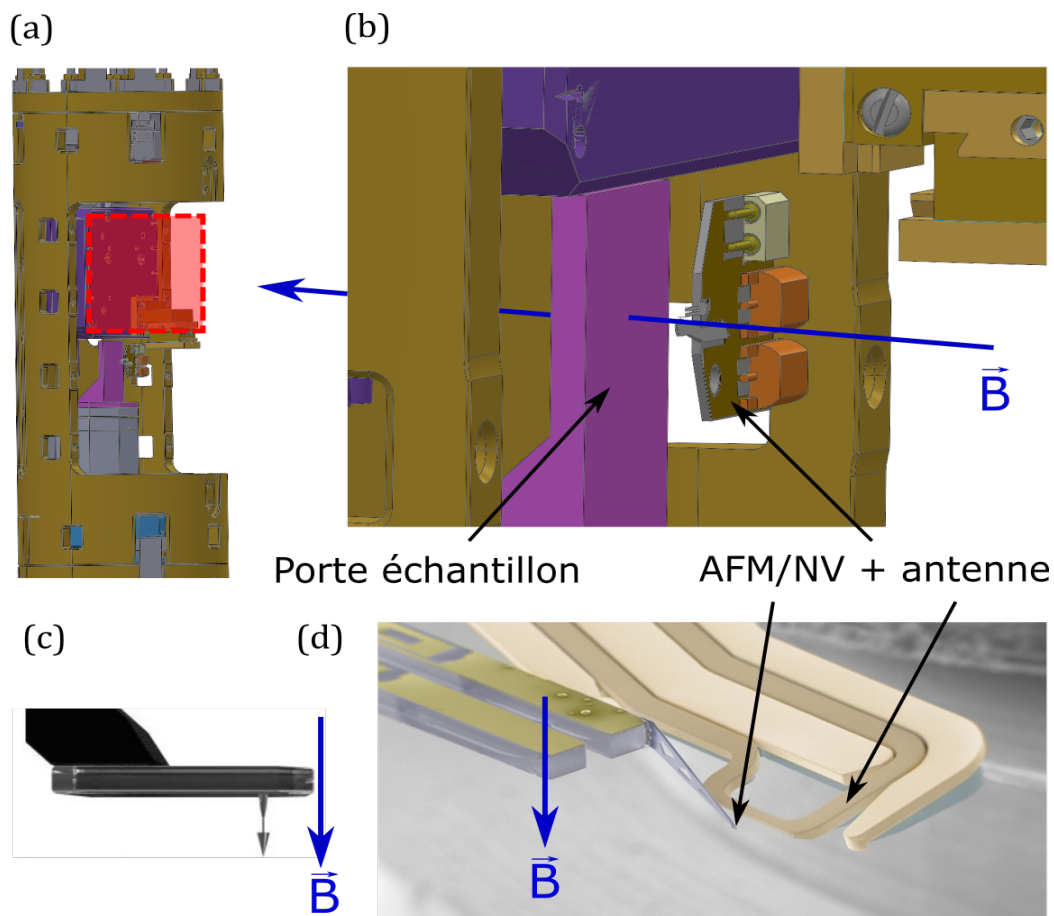 (a)
(b)
B
Porte échantillon
AFM/NV + antenne
(c)
(d)
B
B